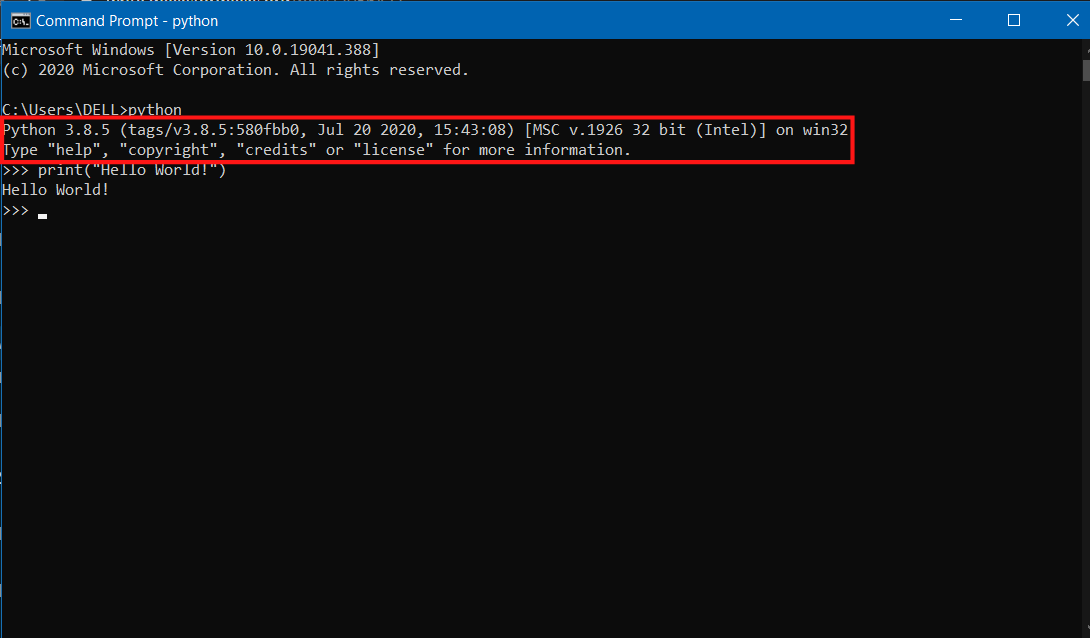 Command Prompt - python
Microsoft Windows [Version 10.0.19041.388]
(c) 2020 Microsoft Corporation. All rights reserved.
C:\Users\DELL>python
Python 3.8.5 (tags/v3.8.5:580fbb0, Jul 20 2020, 15:43:08) [MSC v.1926 32 bit (Intel)] on win32
Type "help", "copyright", "credits" or "license" for more information.
>>> print("Hello World!")
Hello World!
>>>